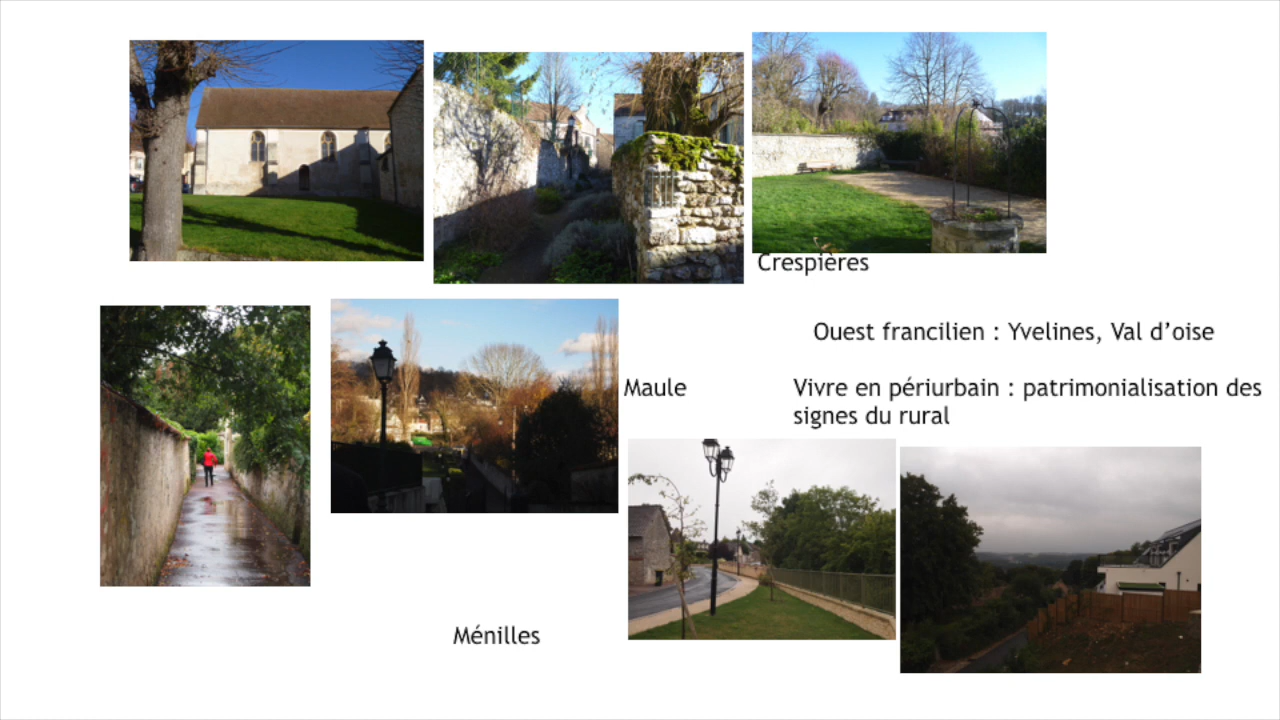 Crespières
Ouest francilien : Yvelines, Val d’oise
Maule
Vivre en périurbain : patrimonialisation des
signes du rural
Ménilles